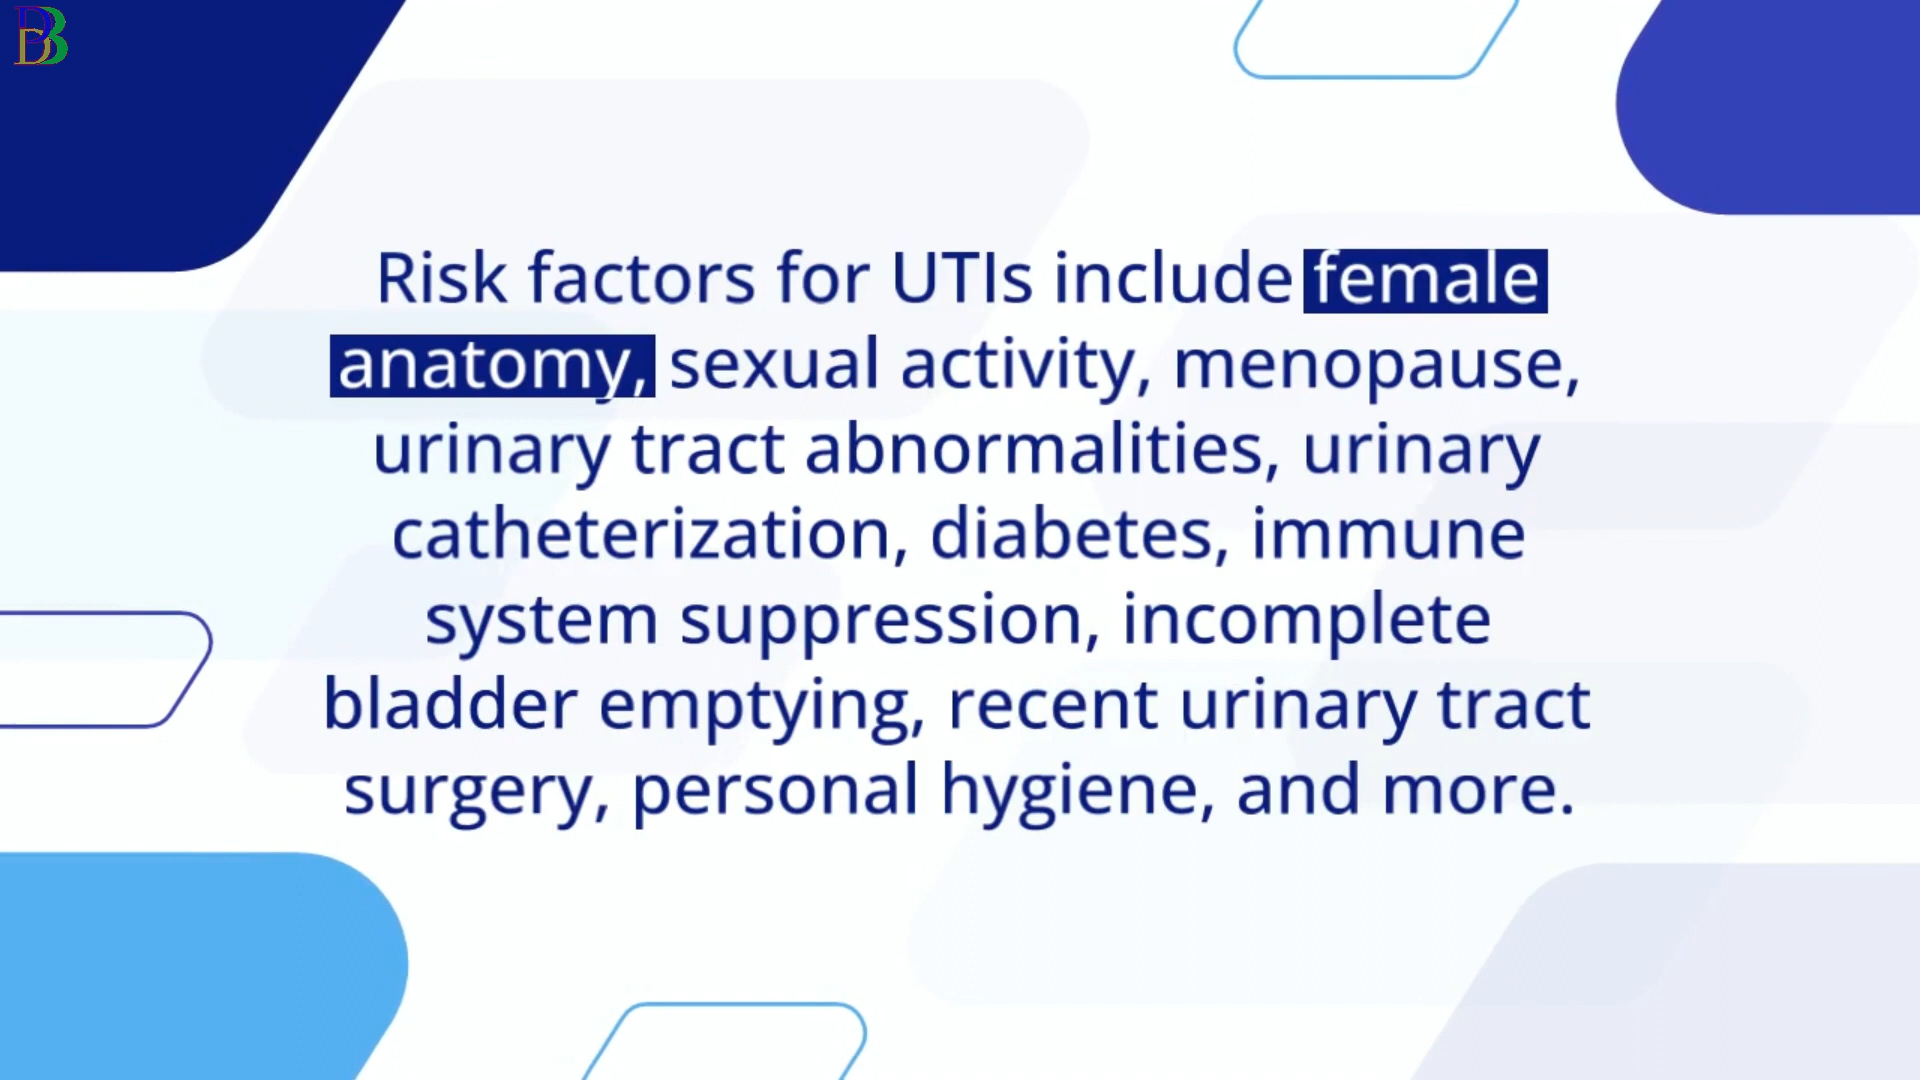 Risk factors for UTIs include female
anatomy, sexual activity, menopause,
urinary tract abnormalities, urinary
catheterization, diabetes, immune
system suppression, incomplete
bladder emptying, recent urinary tract
surgery, personal hygiene, and more.